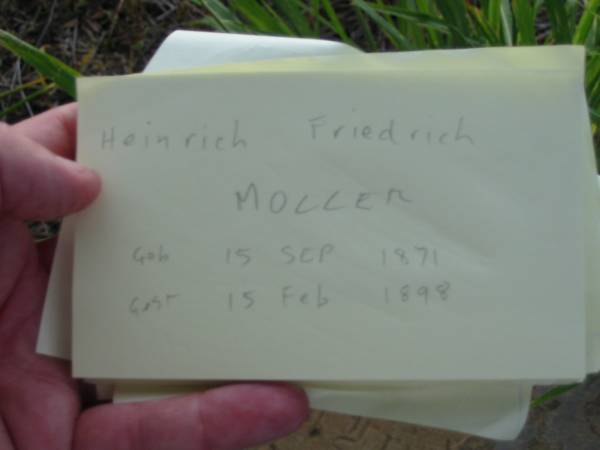 Heinrich Friedrich
MOLLER
Geb 15 SEP 1871
Gest 15 Feb 1898